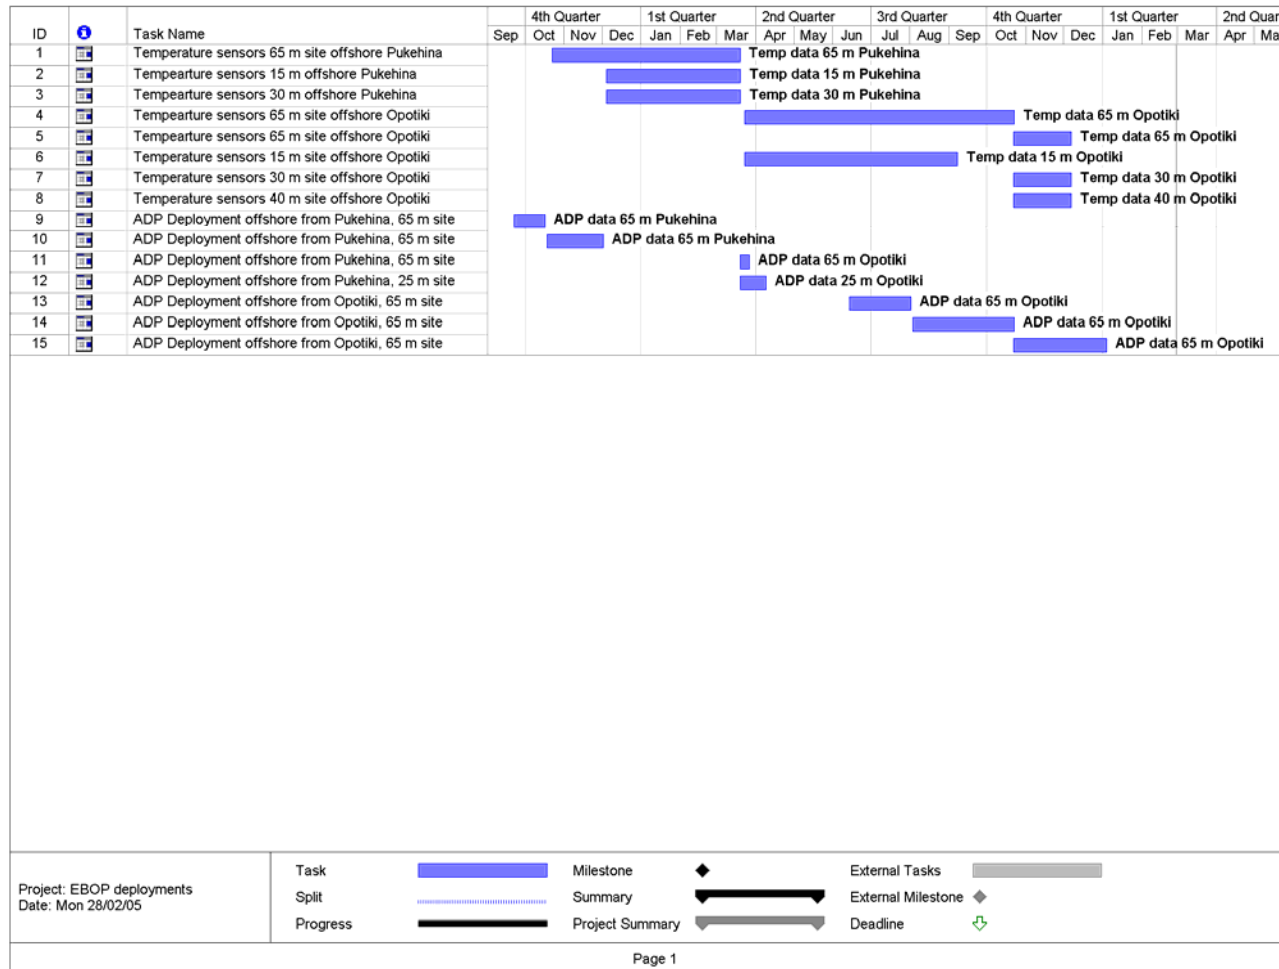 4th Quarter 1st Quarter 2nd Quarter 3rd Quarter 4th Quarter 1st Quarter 2nd Quar
ID Task Name Sep Oct Nov Dec Jan Feb Mar Apr May Jun Jul Aug Sep Oct Nov Dec Jan Feb Mar Apr Ma
1 Temperature sensors 65 m site offshore Pukehina Temp data 65 m Pukehina
2 Tempearture sensors 15 m offshore Pukehina Temp data 15 m Pukehina
3 Tempearture sensors 30 m offshore Pukehina Temp data 30 m Pukehina
4 Tempearture sensors 65 m site offshore Opotiki Temp data 65 m Opotiki
5 Tempearture sensors 65 m site offshore Opotiki Temp data 65 m Opotiki
6 Temperature sensors 15 m site offshore Opotiki Temp data 15 m Opotiki
7 Temperature sensors 30 m site offshore Opotiki Temp data 30 m Opotiki
8 Temperature sensors 40 m site offshore Opotiki Temp data 40 m Opotiki
9 ADP Deployment offshore from Pukehina, 65 m site ADP data 65 m Pukehina
10 ADP Deployment offshore from Pukehina, 65 m site ADP data 65 m Pukehina
11 ADP Deployment offshore from Pukehina, 65 m site ADP data 65 m Opotiki
12 ADP Deployment offshore from Pukehina, 25 m site ADP data 25 m Opotiki
13 ADP Deployment offshore from Opotiki, 65 m site ADP data 65 m Opotiki
14 ADP Deployment offshore from Opotiki, 65 m site ADP data 65 m Opotiki
15 ADP Deployment offshore from Opotiki, 65 m site ADP data 65 m Opotiki
Project: EBOP deployments
Date: Mon 28/02/05
Task Milestone External Tasks
Split Summary External Milestone
Progress Project Summary Deadline
Page 1